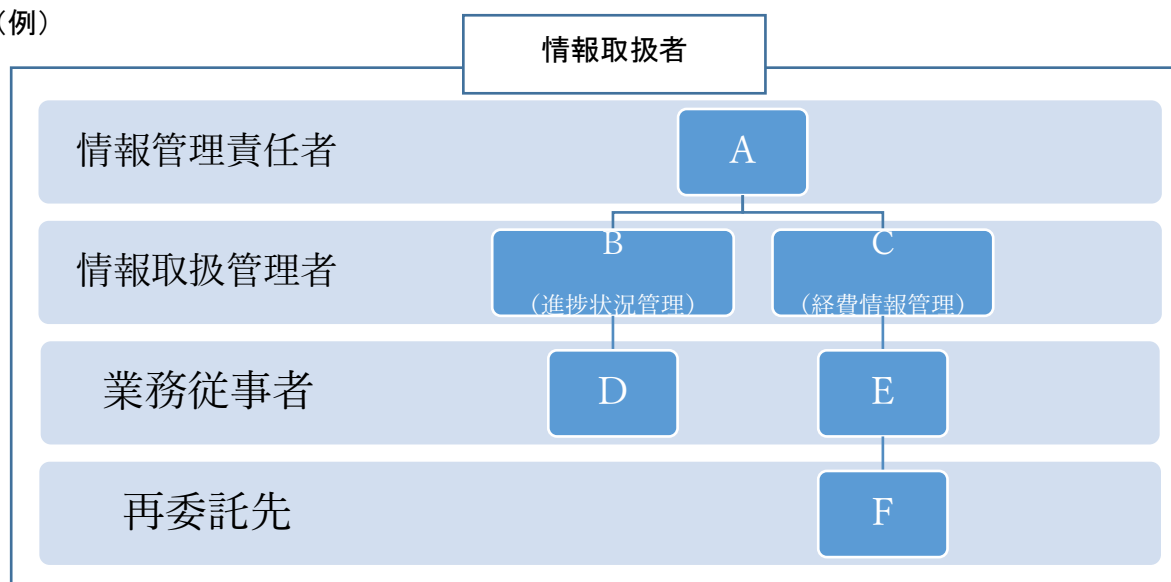 （例）
情報取扱者
情報管理責任者
A
情報取扱管理者
B
（進捗状況管理）
C
（経費情報管理）
業務従事者
D
E
再委託先
F